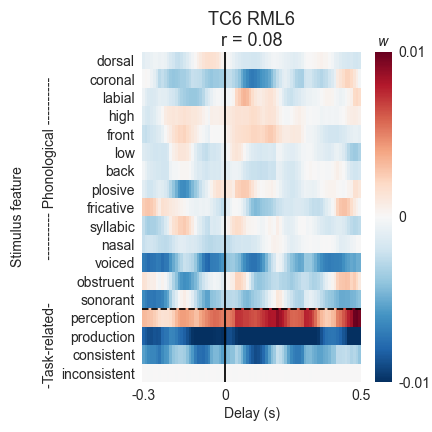 TC6 RML6
r = 0.08
w
dorsal
coronal
labial
high
front
low
back
plosive
fricative
syllabic
nasal
voiced
obstruent
sonorant
perception
production
consistent
inconsistent
Stimulus feature
---------- Phonological ----------
-Task-related-
0.01
0
-0.01
-0.3
0
0.5
Delay (s)